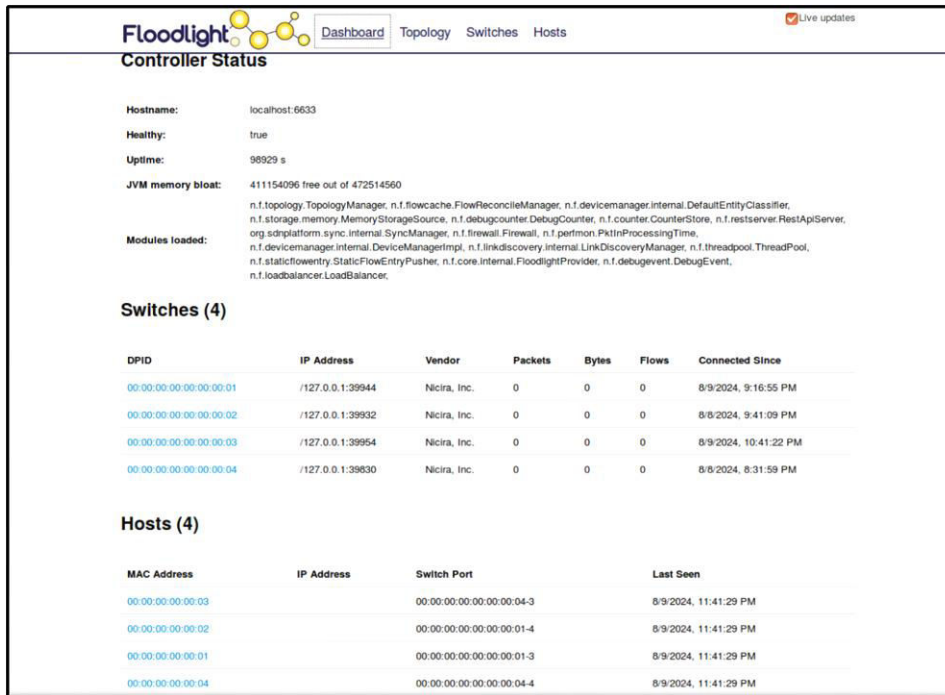 Floodlight Dashboard Topology Switches Hosts Live updates
Controller Status
Hostname: localhost:6633
Healthy: true
Uptime: 98929 s
JVM memory bloat: 411154096 free out of 472514560
Modules loaded: n.f.topology.TopologyManager, n.f.flowcache.FlowReconcileManager, n.f.devicemanager.internal.DefaultEntityClassifier,
n.f.storage.memory.MemoryStorageSource, n.f.debugcounter.DebugCounter, n.f.counter.CounterStore, n.f.restserver.RestApiServer,
org.sdnplatform.sync.internal.SyncManager, n.f.firewall.Firewall, n.f.perfmon.PktInProcessingTime,
n.f.devicemanager.internal.DeviceManagerImpl, n.f.linkdiscovery.internal.LinkDiscoveryManager, n.f.threadpool.ThreadPool,
n.f.staticflowentry.StaticFlowEntryPusher, n.f.core.internal.FloodlightProvider, n.f.debugevent.DebugEvent,
n.f.loadbalancer.LoadBalancer,
Switches (4)
DPID IP Address Vendor Packets Bytes Flows Connected Since
00:00:00:00:00:00:00:01 /127.0.0.1:39944 Nicira, Inc. 0 0 0 8/9/2024, 9:16:55 PM
00:00:00:00:00:00:00:02 /127.0.0.1:39932 Nicira, Inc. 0 0 0 8/8/2024, 9:41:09 PM
00:00:00:00:00:00:00:03 /127.0.0.1:39954 Nicira, Inc. 0 0 0 8/9/2024, 10:41:22 PM
00:00:00:00:00:00:00:04 /127.0.0.1:39830 Nicira, Inc. 0 0 0 8/8/2024, 8:31:59 PM
Hosts (4)
MAC Address IP Address Switch Port Last Seen
00:00:00:00:00:03 00:00:00:00:00:00:00:04-3 8/9/2024, 11:41:29 PM
00:00:00:00:00:02 00:00:00:00:00:00:00:01-4 8/9/2024, 11:41:29 PM
00:00:00:00:00:01 00:00:00:00:00:00:00:01-3 8/9/2024, 11:41:29 PM
00:00:00:00:00:04 00:00:00:00:00:00:00:04-4 8/9/2024, 11:41:29 PM